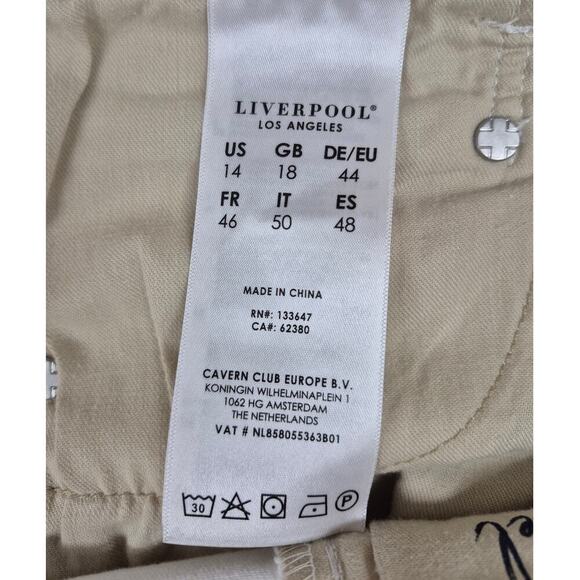 LIVERPOOL®
LOS ANGELES
US GB DE/EU
14 18 44
FR IT ES
46 50 48
MADE IN CHINA
RN#: 133647
CA#: 62380
CAVERN CLUB EUROPE B.V.
KONINGIN WILHELMINAPLEIN 1
1062 HG AMSTERDAM
THE NETHERLANDS
VAT # NL858055363B01
30 P